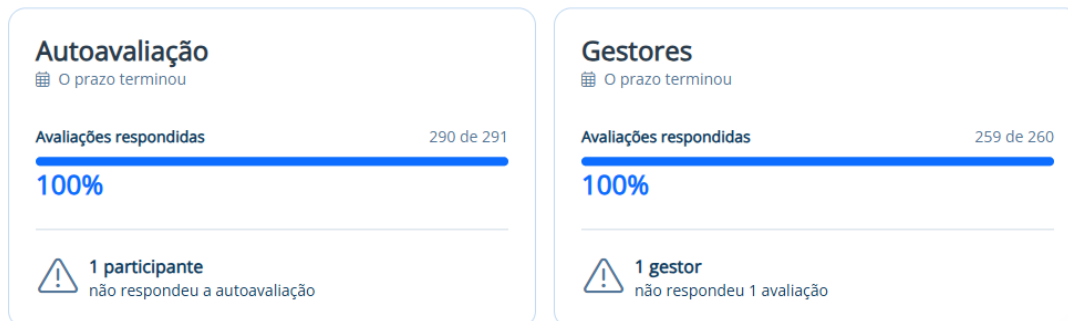 Autoavaliação
O prazo terminou
Avaliações respondidas 290 de 291
100%
1 participante
não respondeu a autoavaliação
Gestores
O prazo terminou
Avaliações respondidas 259 de 260
100%
1 gestor
não respondeu 1 avaliação